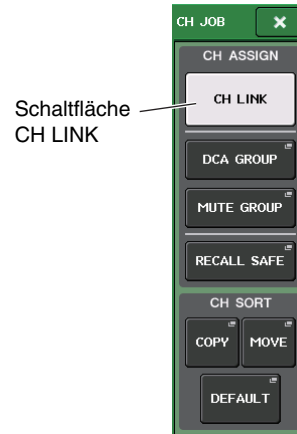 CH JOB
CH ASSIGN
Schaltfläche
CH LINK
CH LINK
DCA GROUP
MUTE GROUP
RECALL SAFE
CH SORT
COPY MOVE
DEFAULT